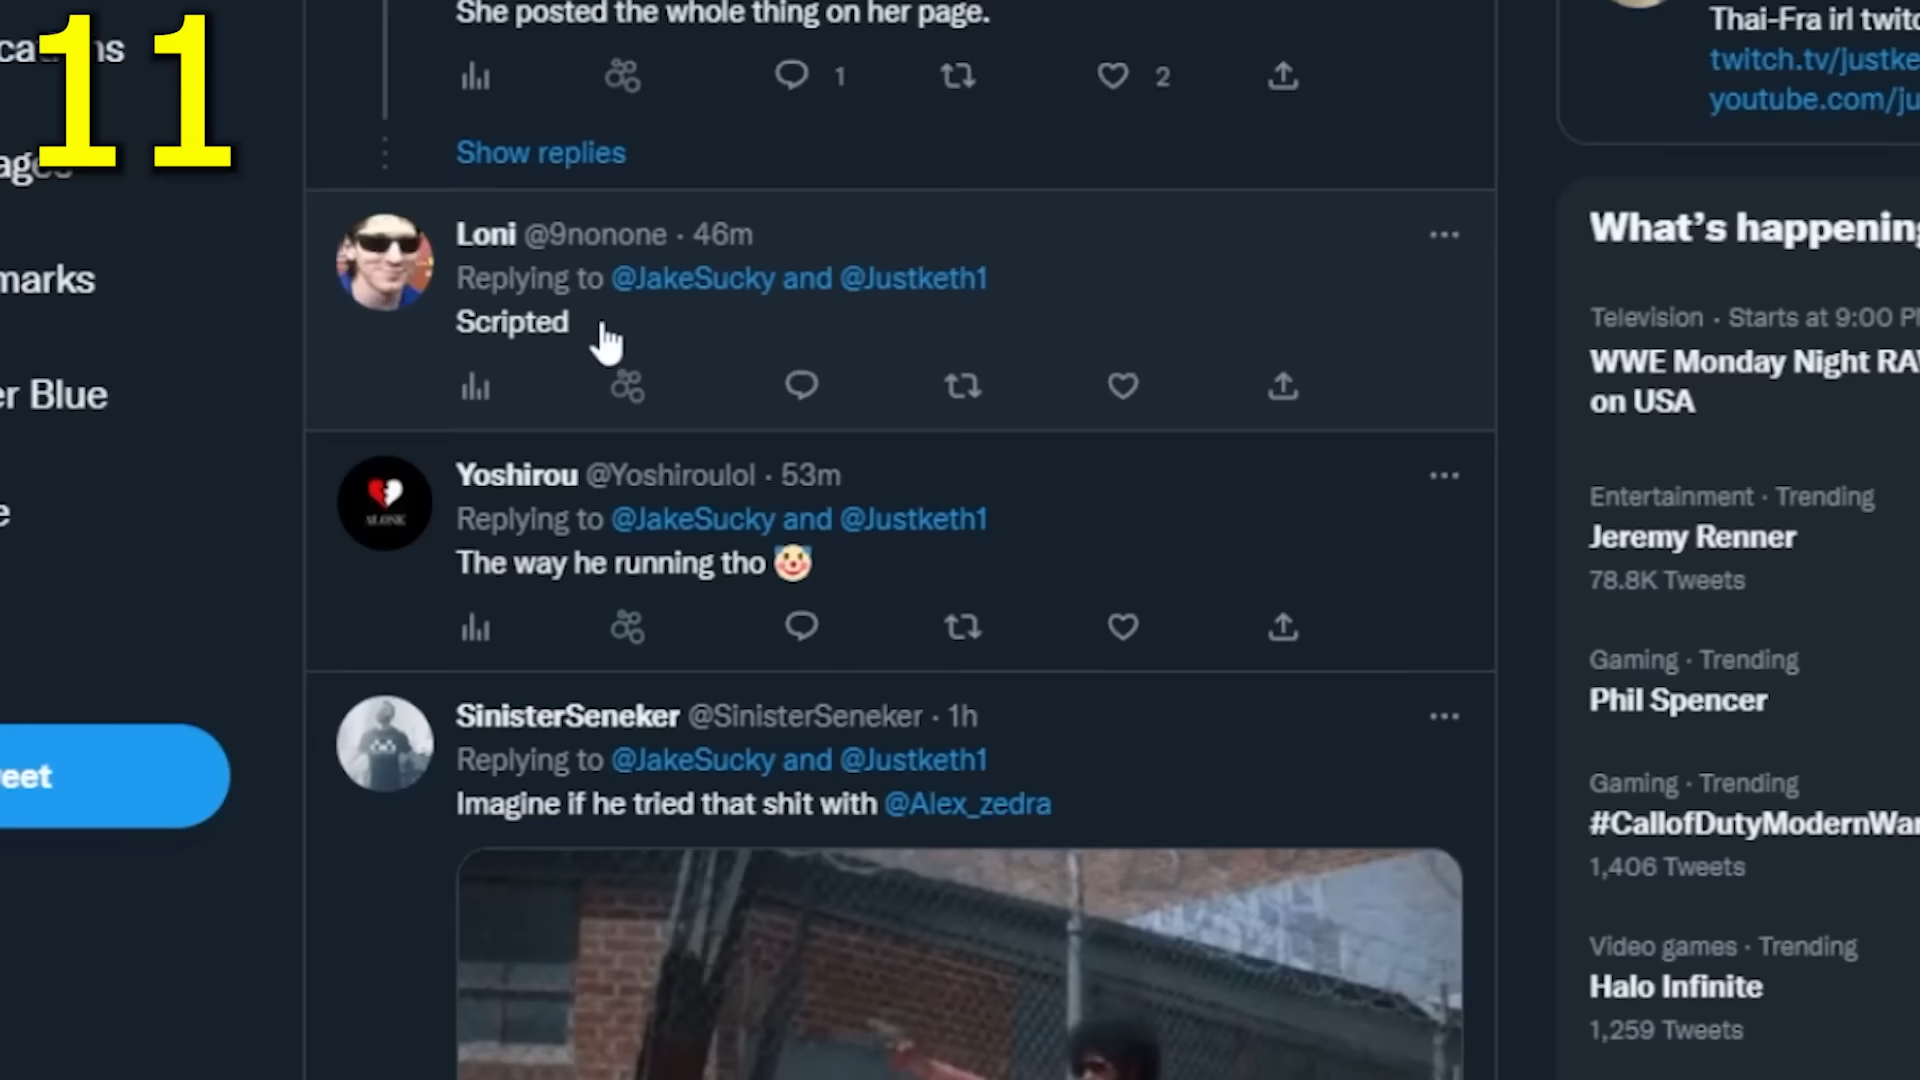 11
She posted the whole thing on her page.
1
2
Show replies
Loni @9nonone · 46m
Replying to @JakeSucky and @Justketh1
Scripted
Yoshirou @Yoshiroulol · 53m
Replying to @JakeSucky and @Justketh1
The way he running tho 🤡
SinisterSeneker @SinisterSeneker · 1h
Replying to @JakeSucky and @Justketh1
Imagine if he tried that shit with @Alex_zedra
marks
er Blue
e
eet
Thai-Fra irl twitc
twitch.tv/justke
youtube.com/ju
What's happening
Television · Starts at 9:00 P
WWE Monday Night RA
on USA
Entertainment · Trending
Jeremy Renner
78.8K Tweets
Gaming · Trending
Phil Spencer
Gaming · Trending
#CallofDutyModernWar
1,406 Tweets
Video games · Trending
Halo Infinite
1,259 Tweets